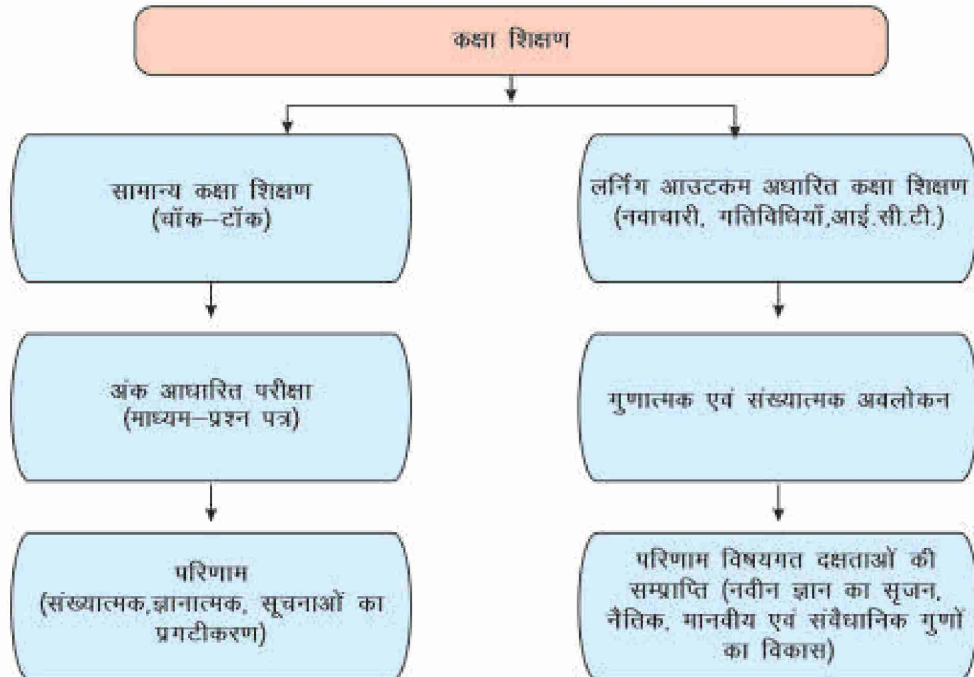 कक्षा शिक्षण
सामान्य कक्षा शिक्षण
(चॉक–टॉक)
लर्निंग आउटकम अधारित कक्षा शिक्षण
(नवाचारी, गतिविधियाँ,आई.सी.टी.)
अंक आधारित परीक्षा
(माध्यम–प्रश्न पत्र)
गुणात्मक एवं संख्यात्मक अवलोकन
परिणाम
(संख्यात्मक,ज्ञानात्मक, सूचनाओं का
प्रगटीकरण)
परिणाम विषयगत दक्षताओं की
सम्प्राप्ति (नवीन ज्ञान का सृजन,
नैतिक, मानवीय एवं संवैधानिक गुणों
का विकास)